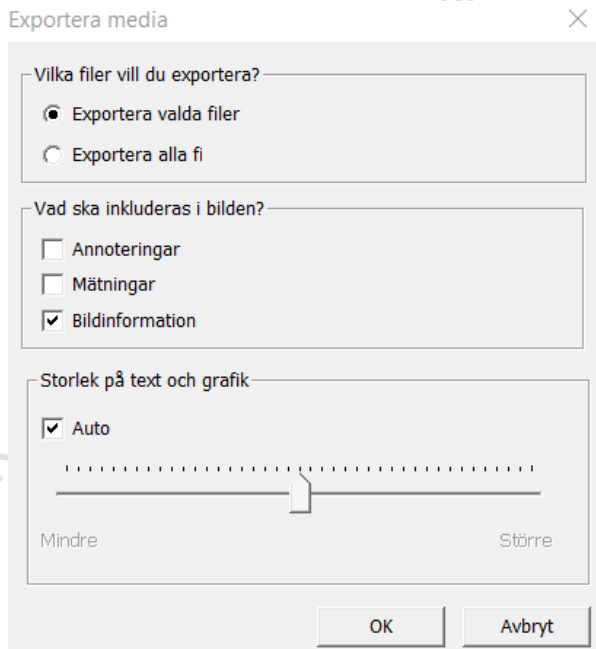 Exportera media
Vilka filer vill du exportera?
Exportera valda filer
Exportera alla fi
Vad ska inkluderas i bilden?
Annoteringar
Mätningar
Bildinformation
Storlek på text och grafik
Auto
Mindre Större
OK Avbryt